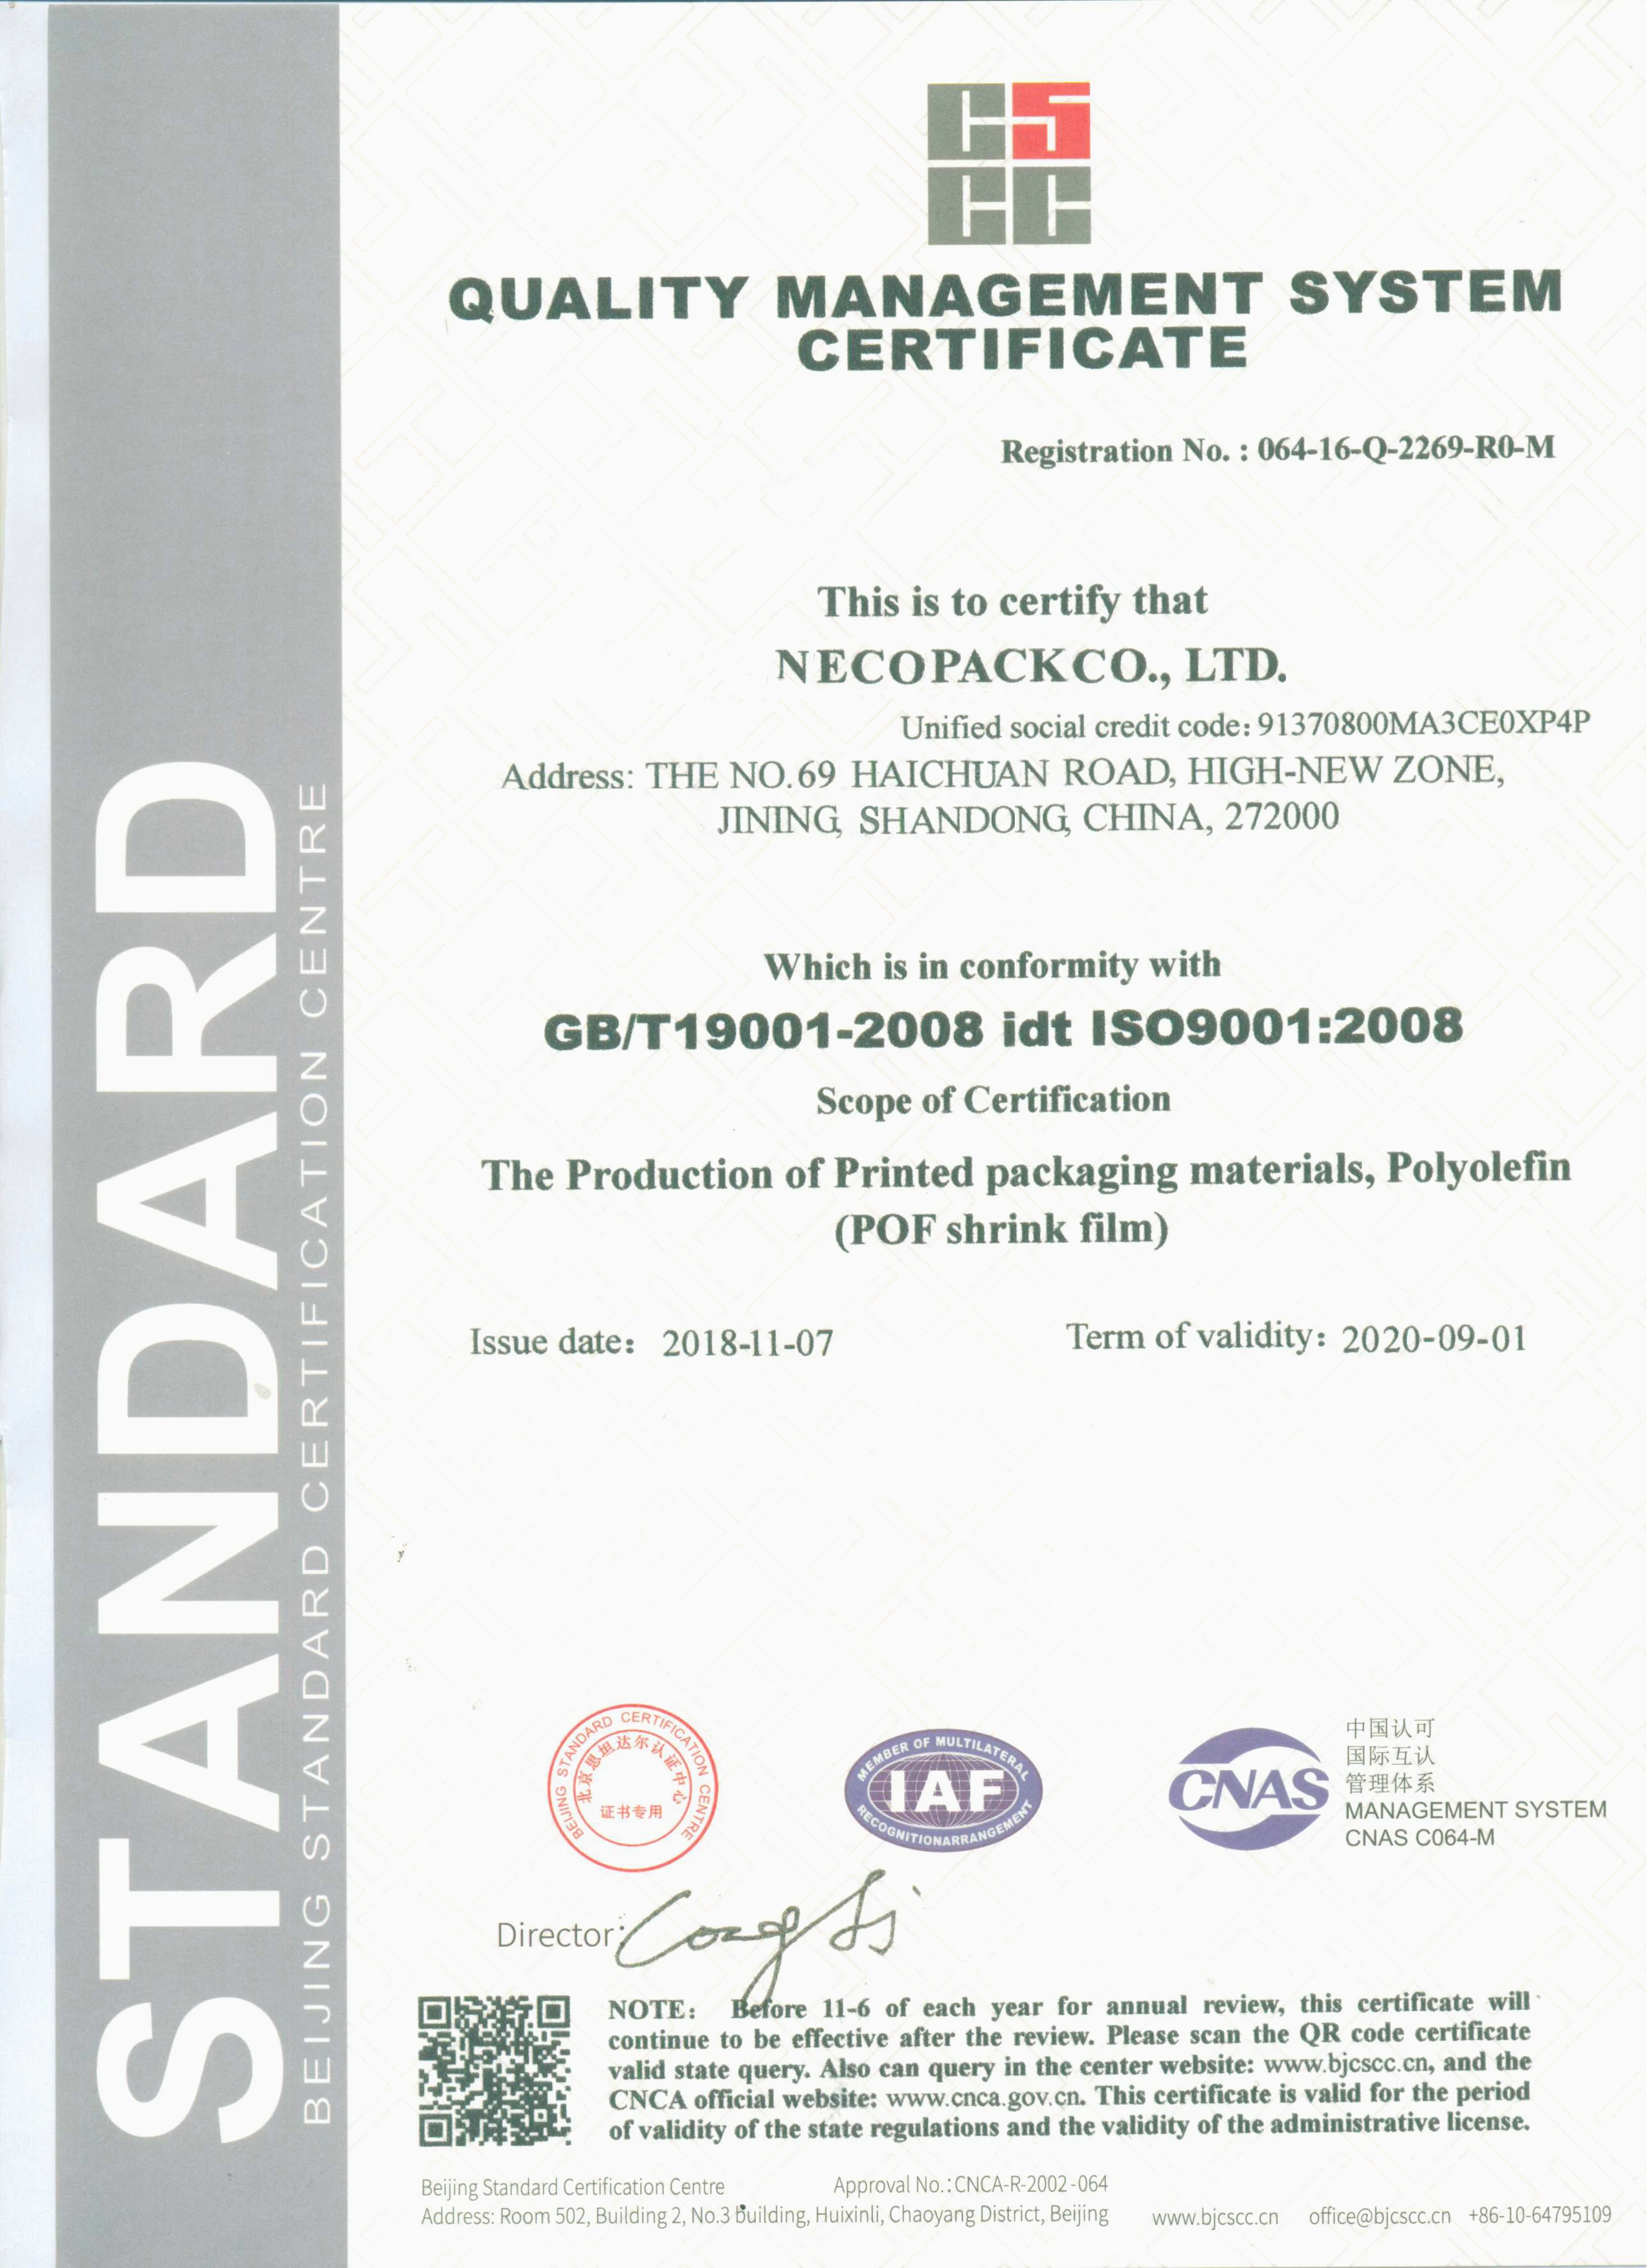 CSCC
QUALITY MANAGEMENT SYSTEM
CERTIFICATE
Registration No. : 064-16-Q-2269-R0-M
This is to certify that
NECOPACKCO., LTD.
Unified social credit code: 91370800MA3CE0XP4P
Address: THE NO.69 HAICHUAN ROAD, HIGH-NEW ZONE,
JINING, SHANDONG, CHINA, 272000
Which is in conformity with
GB/T19001-2008 idt ISO9001:2008
Scope of Certification
The Production of Printed packaging materials, Polyolefin
(POF shrink film)
Issue date: 2018-11-07
Term of validity: 2020-09-01
STANDARD
BEIJING STANDARD CERTIFICATION CENTRE
BEIJING STANDARD CERTIFICATION CENTRE
北京恩坦达尔认证中心
证书专用
MEMBER OF MULTILATERAL
IAF
RECOGNITIONARRANGEMENT
CNAS
中国认可
国际互认
管理体系
MANAGEMENT SYSTEM
CNAS C064-M
Director:
NOTE: Before 11-6 of each year for annual review, this certificate will
continue to be effective after the review. Please scan the QR code certificate
valid state query. Also can query in the center website: www.bjcscc.cn, and the
CNCA official website: www.cnca.gov.cn. This certificate is valid for the period
of validity of the state regulations and the validity of the administrative license.
Beijing Standard Certification Centre
Approval No.: CNCA-R-2002-064
Address: Room 502, Building 2, No.3 building, Huixinli, Chaoyang District, Beijing
www.bjcscc.cn office@bjcscc.cn +86-10-64795109